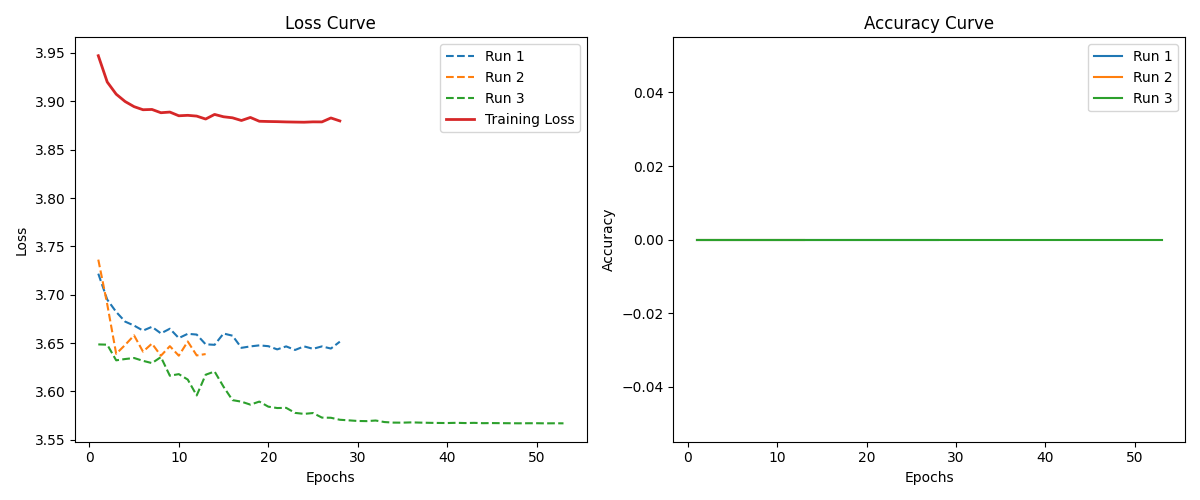 Loss Curve
3.95
3.90
3.85
3.80
3.75
3.70
3.65
3.60
3.55
Loss
0
10
20
30
40
50
Epochs
Run 1
Run 2
Run 3
Training Loss
Accuracy Curve
0.04
0.02
0.00
−0.02
−0.04
Accuracy
0
10
20
30
40
50
Epochs
Run 1
Run 2
Run 3